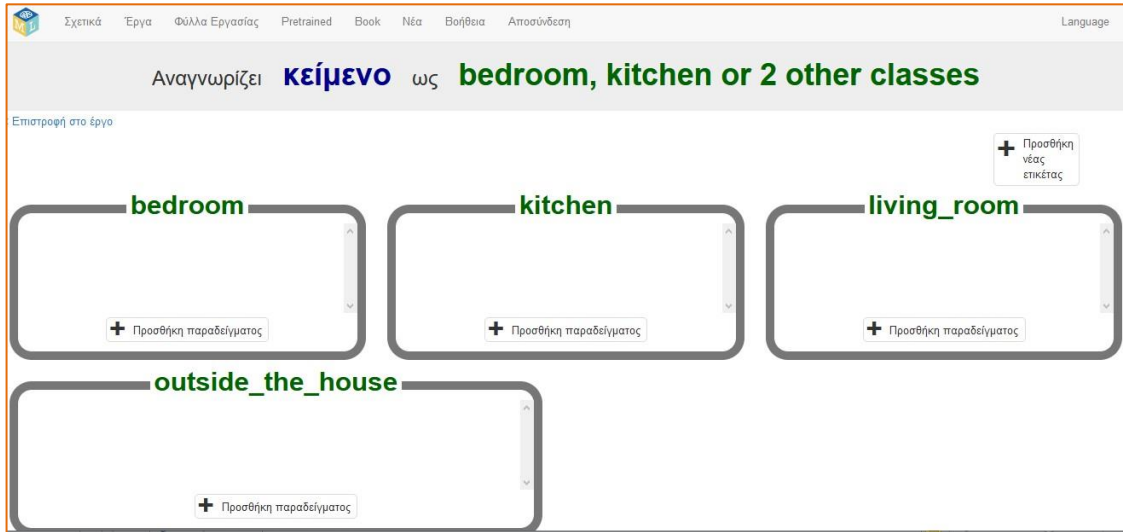 Σχετικά Έργα Φύλλα Εργασίας Pretrained Book Νέα Βοήθεια Αποσύνδεση Language
Αναγνωρίζει κείμενο ως bedroom, kitchen or 2 other classes
Επιστροφή στο έργο
Προσθήκη
νέας
ετικέτας
bedroom kitchen living_room
Προσθήκη παραδείγματος Προσθήκη παραδείγματος Προσθήκη παραδείγματος
outside_the_house
Προσθήκη παραδείγματος